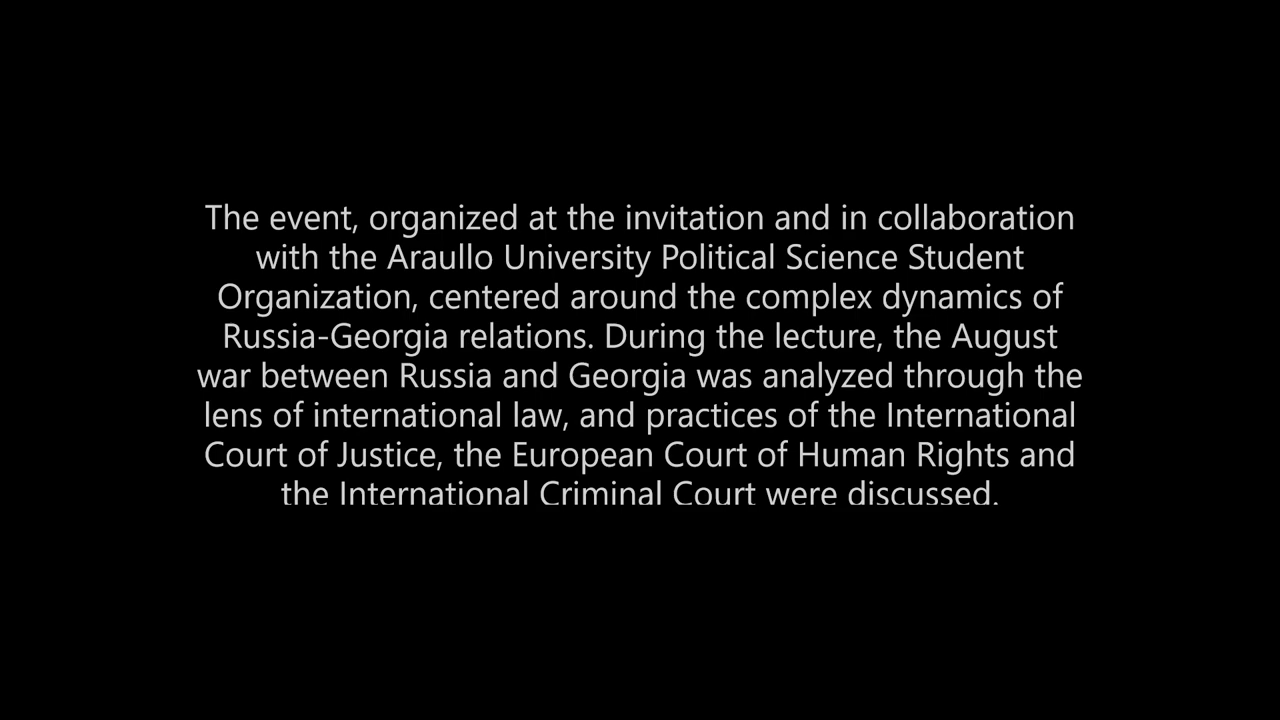 The event, organized at the invitation and in collaboration
with the Araullo University Political Science Student
Organization, centered around the complex dynamics of
Russia-Georgia relations. During the lecture, the August
war between Russia and Georgia was analyzed through the
lens of international law, and practices of the International
Court of Justice, the European Court of Human Rights and
the International Criminal Court were discussed.